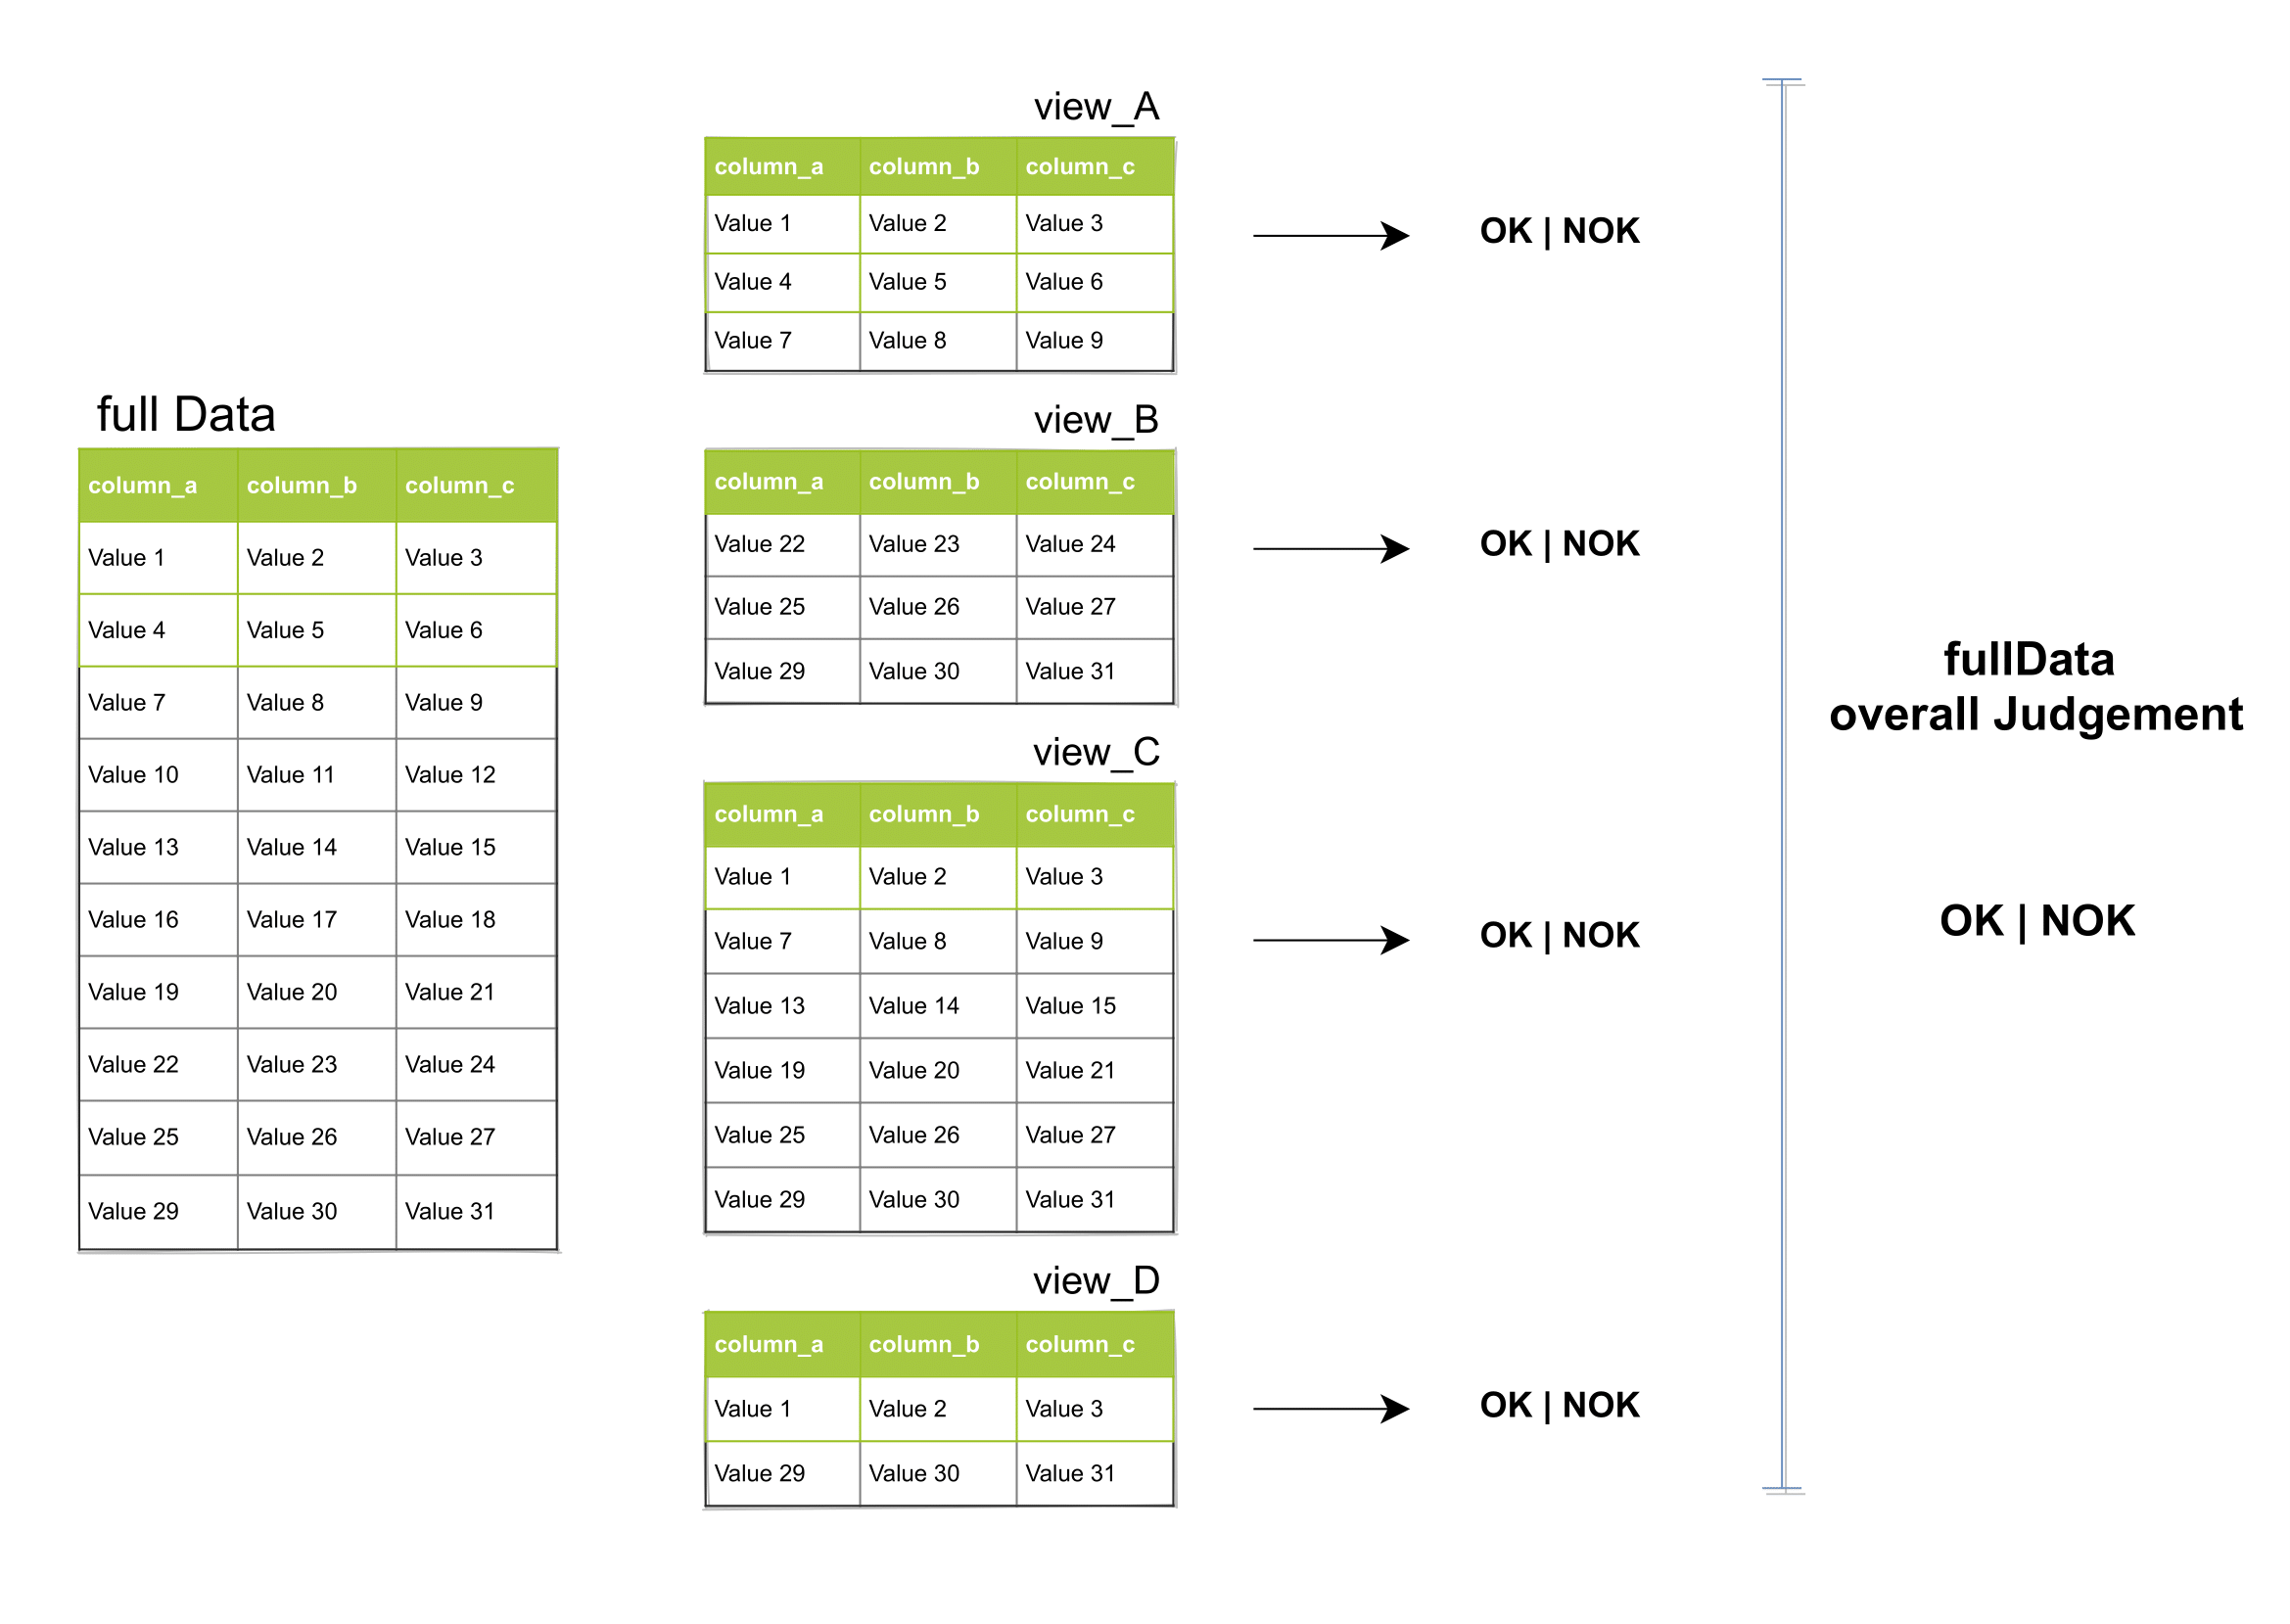 full Data
column_a column_b column_c
Value 1 Value 2 Value 3
Value 4 Value 5 Value 6
Value 7 Value 8 Value 9
Value 10 Value 11 Value 12
Value 13 Value 14 Value 15
Value 16 Value 17 Value 18
Value 19 Value 20 Value 21
Value 22 Value 23 Value 24
Value 25 Value 26 Value 27
Value 29 Value 30 Value 31
view_A
column_a column_b column_c
Value 1 Value 2 Value 3
Value 4 Value 5 Value 6
Value 7 Value 8 Value 9
OK | NOK
view_B
column_a column_b column_c
Value 22 Value 23 Value 24
Value 25 Value 26 Value 27
Value 29 Value 30 Value 31
OK | NOK
view_C
column_a column_b column_c
Value 1 Value 2 Value 3
Value 7 Value 8 Value 9
Value 13 Value 14 Value 15
Value 19 Value 20 Value 21
Value 25 Value 26 Value 27
Value 29 Value 30 Value 31
OK | NOK
view_D
column_a column_b column_c
Value 1 Value 2 Value 3
Value 29 Value 30 Value 31
OK | NOK
fullData
overall Judgement
OK | NOK